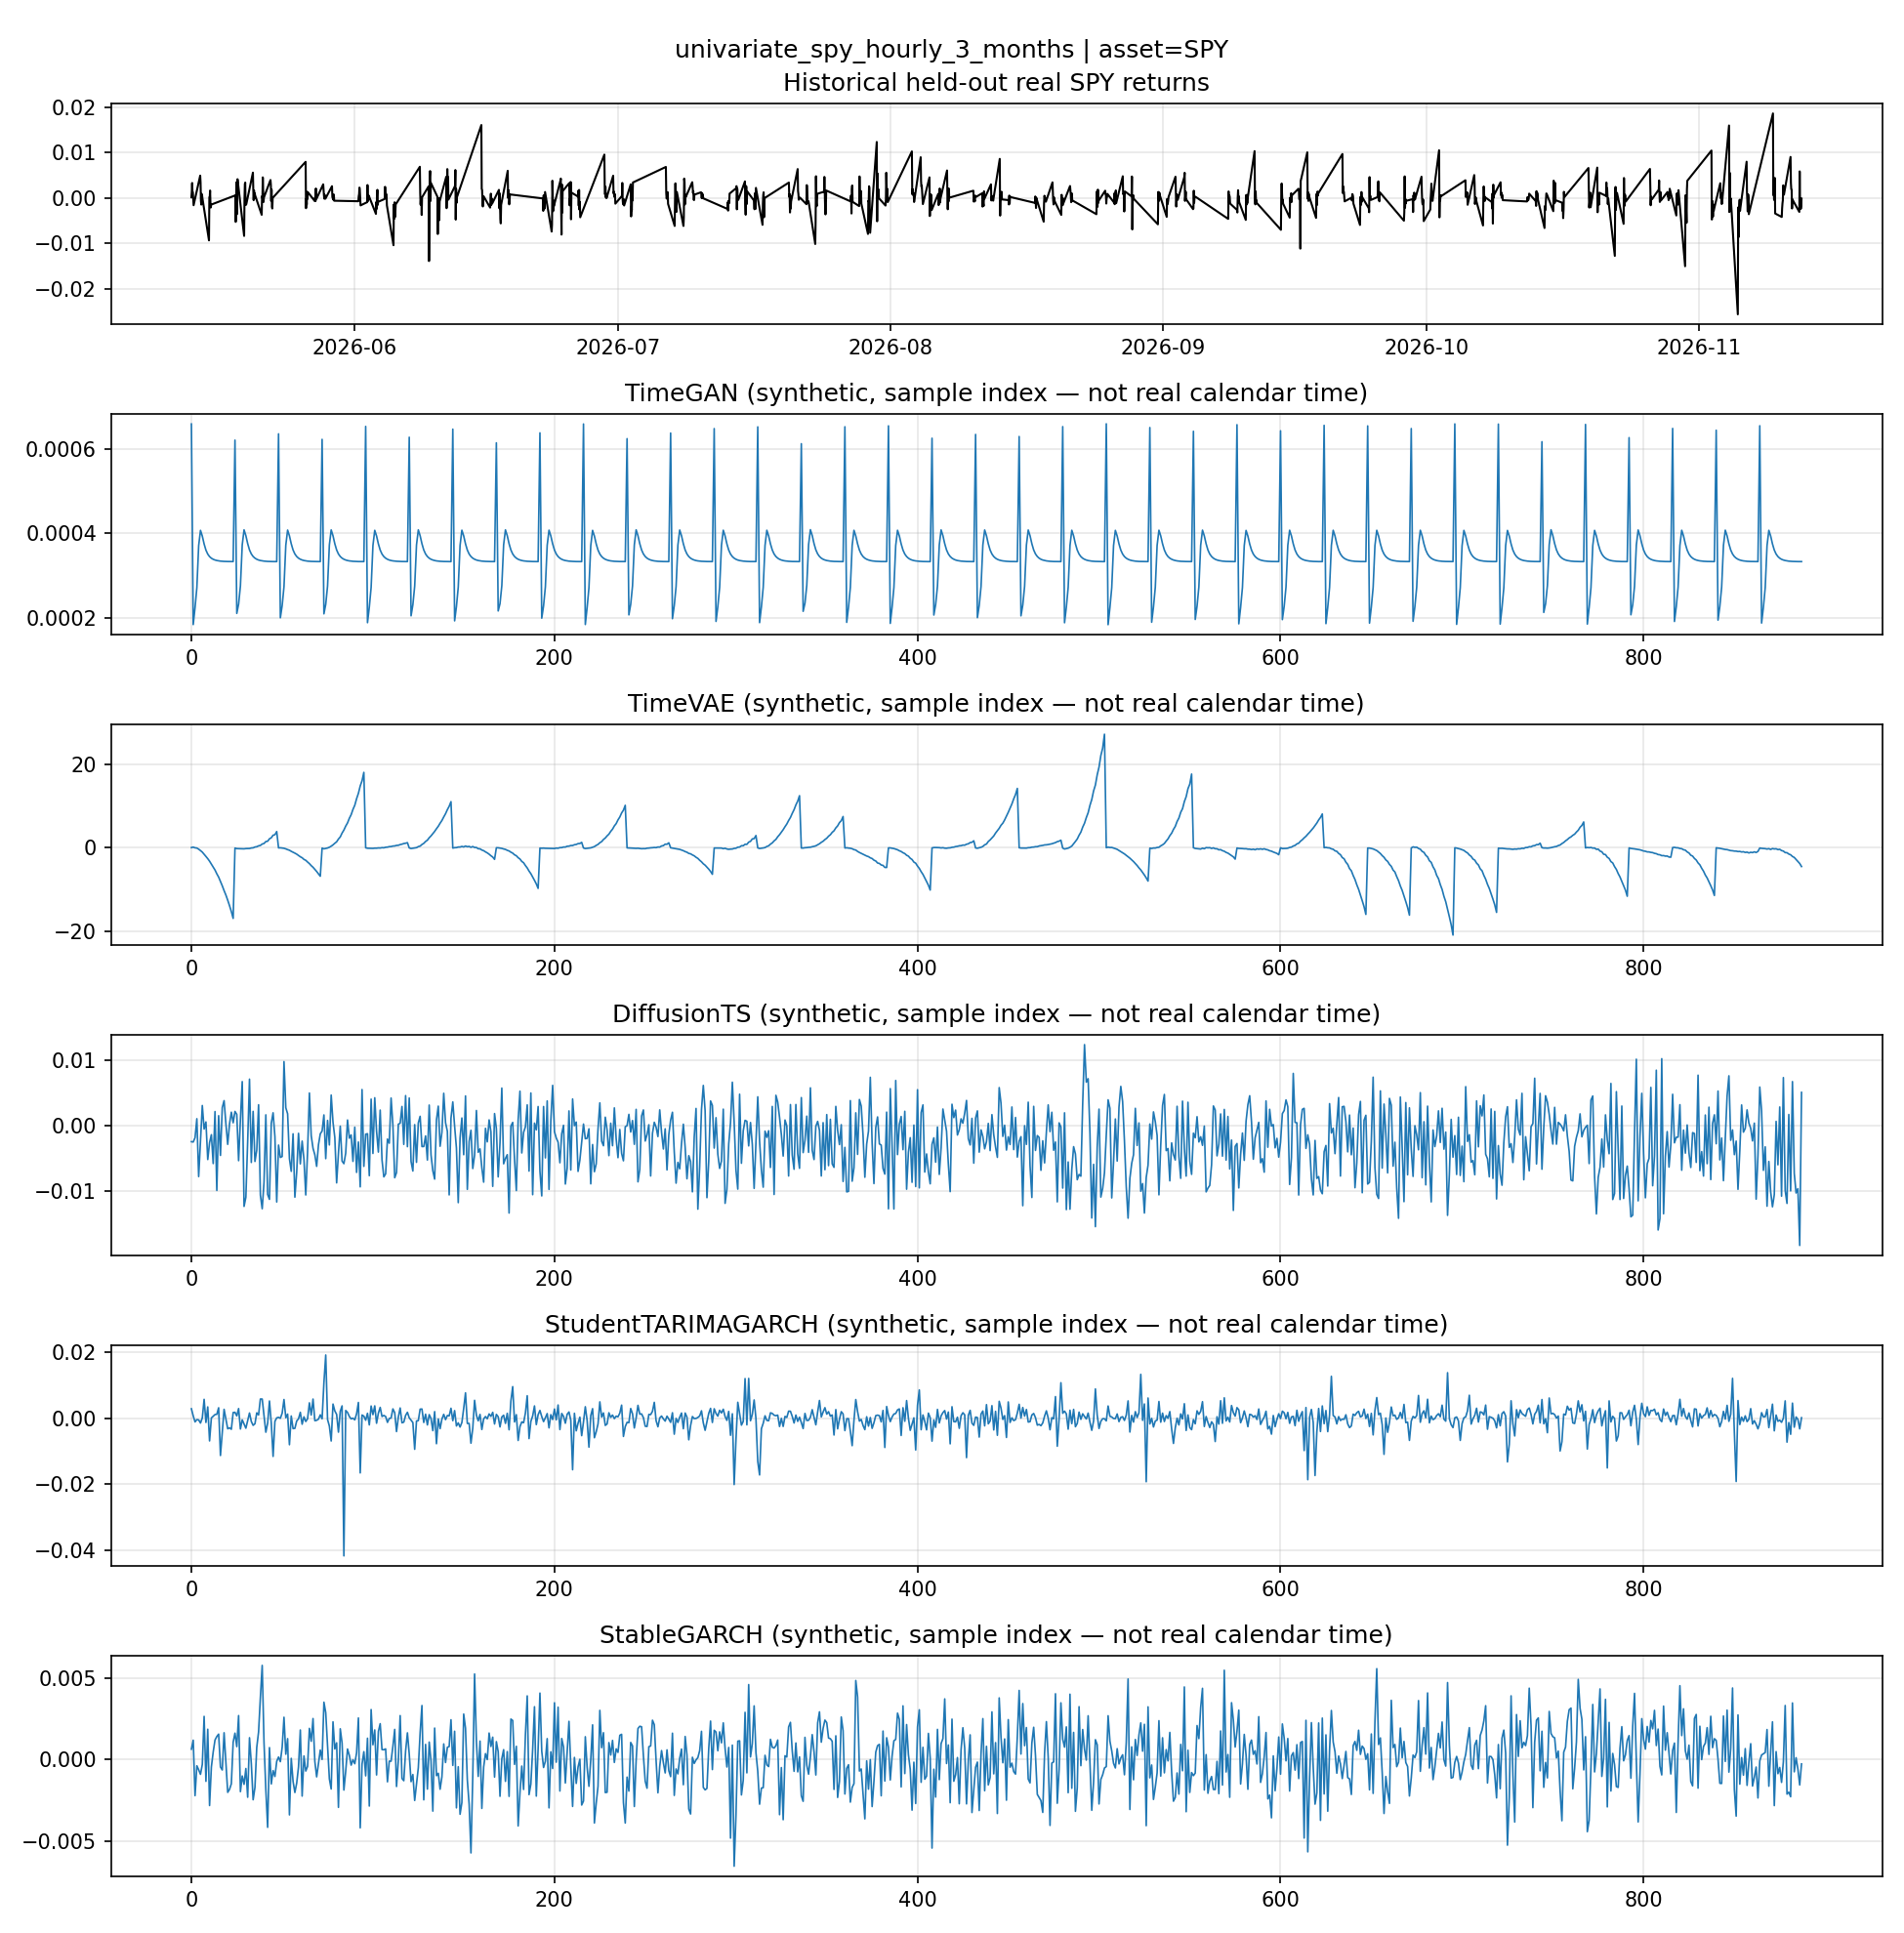 univariate_spy_hourly_3_months | asset=SPY
Historical held-out real SPY returns
0.02
0.01
0.00
−0.01
−0.02
2026-06 2026-07 2026-08 2026-09 2026-10 2026-11
TimeGAN (synthetic, sample index — not real calendar time)
0.0006
0.0004
0.0002
0 200 400 600 800
TimeVAE (synthetic, sample index — not real calendar time)
20
0
−20
0 200 400 600 800
DiffusionTS (synthetic, sample index — not real calendar time)
0.01
0.00
−0.01
0 200 400 600 800
StudentTARIMAGARCH (synthetic, sample index — not real calendar time)
0.02
0.00
−0.02
−0.04
0 200 400 600 800
StableGARCH (synthetic, sample index — not real calendar time)
0.005
0.000
−0.005
0 200 400 600 800